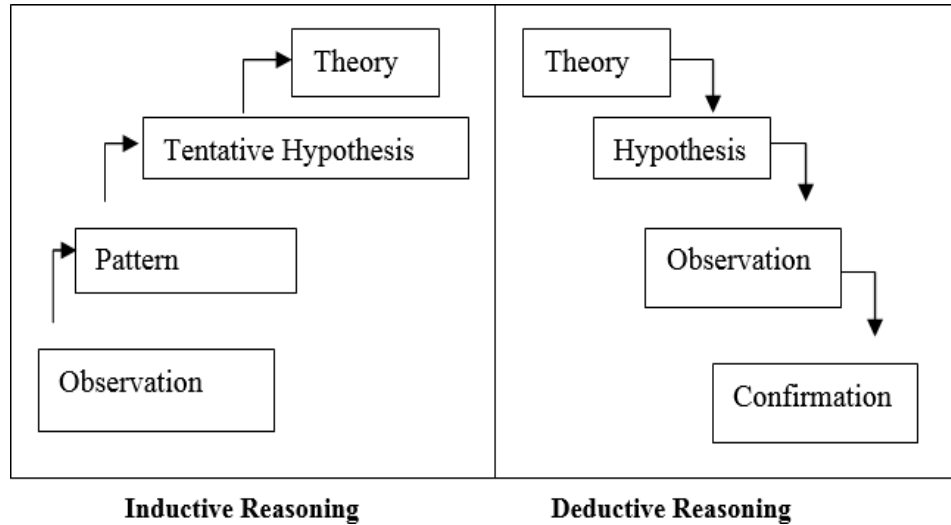 Theory
Tentative Hypothesis
Pattern
Observation
Theory
Hypothesis
Observation
Confirmation
Inductive Reasoning
Deductive Reasoning